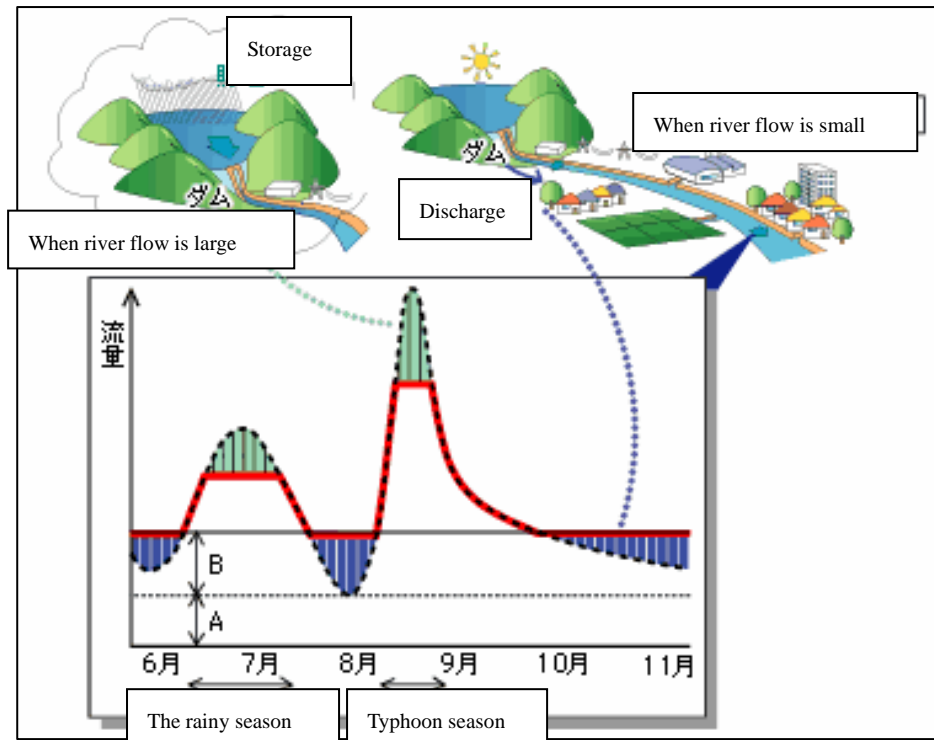 Storage
ダム
When river flow is large
When river flow is small
ダム
Discharge
流量
B
A
6月 7月 8月 9月 10月 11月
The rainy season
Typhoon season